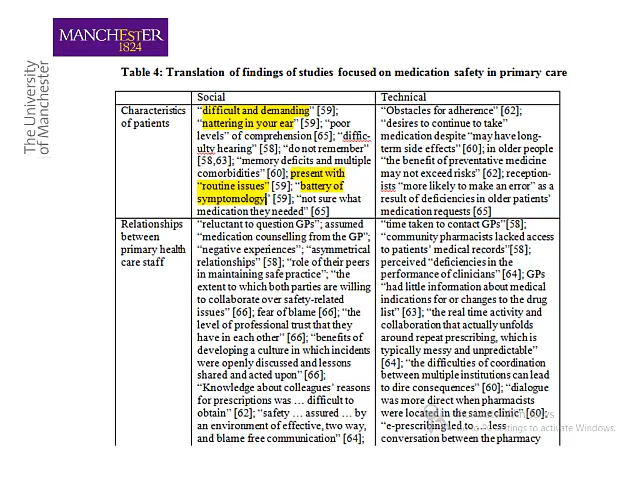 MANCHESTER
1824
The University
of Manchester
Table 4: Translation of findings of studies focused on medication safety in primary care
Social
Technical
Characteristics
of patients
"difficult and demanding" [59];
"nattering in your ear" [59]; "poor
levels" of comprehension [65]; "diffic-
ulty hearing" [58]; "do not remember"
[58,63]; "memory deficits and multiple
comorbidities" [60]; present with
"routine issues" [59]; "battery of
symptomology" [59]; "not sure what
medication they needed" [65]
"Obstacles for adherence" [62];
"desires to continue to take"
medication despite "may have long-
term side effects" [60]; in older people
"the benefit of preventative medicine
may not exceed risks" [62]; reception-
ists "more likely to make an error" as a
result of deficiencies in older patients'
medication requests [65]
Relationships
between
primary health
care staff
"reluctant to question GPs"; assumed
"medication counselling from the GP";
"negative experiences"; "asymmetrical
relationships" [58]; "role of their peers
in maintaining safe practice"; "the
extent to which both parties are willing
to collaborate over safety-related
issues" [66]; fear of blame [66]; "the
level of professional trust that they
have in each other" [66]; "benefits of
developing a culture in which incidents
were openly discussed and lessons
shared and acted upon" [66];
"Knowledge about colleagues' reasons
for prescriptions was … difficult to
obtain" [62]; "safety … assured … by
an environment of effective, two way,
and blame free communication" [64];
"time taken to contact GPs"[58];
"community pharmacists lacked access
to patients' medical records"[58];
perceived "deficiencies in the
performance of clinicians" [64]; GPs
"had little information about medical
indications for or changes to the drug
list" [63]; "the real time activity and
collaboration that actually unfolds
around repeat prescribing, which is
typically messy and unpredictable"
[64]; "the difficulties of coordination
between multiple institutions can lead
to dire consequences" [60]; "dialogue
was more direct when pharmacists
were located in the same clinic" [60];
"e-prescribing led to … less
conversation between the pharmacy
to activate Windows.